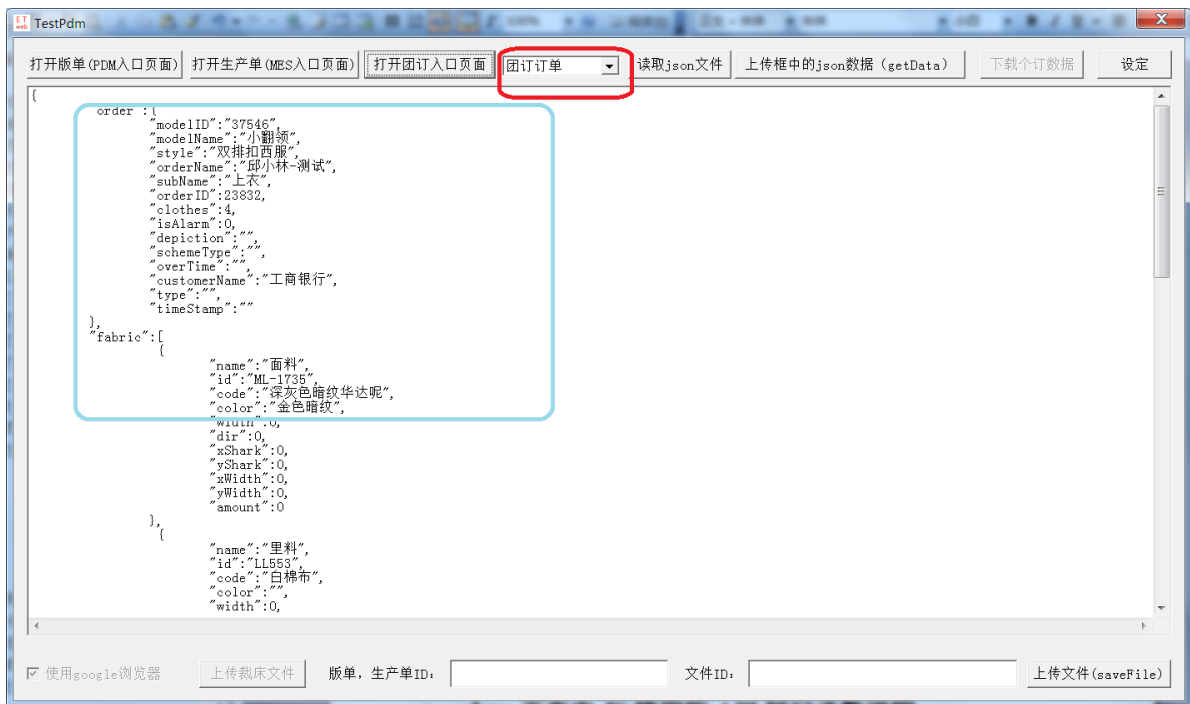 E.T
web
TestPdm
打开版单(PDM入口页面) 打开生产单(MES入口页面) 打开团订入口页面 团订订单 读取json文件 上传框中的json数据 (getData) 下载个订数据 设定
{
order :{
"modelID":"37546",
"modelName":"小翻领",
"style":"双排扣西服",
"orderName":"邱小林-测试",
"subName":"上衣",
"orderID":23832,
"clothes":4,
"isAlarm":0,
"depiction":"",
"schemeType":"",
"overTime":"",
"customerName":"工商银行",
"type":"",
"timeStamp":""
},
"fabric":[
{
"name":"面料",
"id":"ML-1735",
"code":"深灰色暗纹华达呢",
"color":"金色暗纹",
"width":0,
"dir":0,
"xShark":0,
"yShark":0,
"xWidth":0,
"yWidth":0,
"amount":0
},
{
"name":"里料",
"id":"LL553",
"code":"白棉布",
"color":"",
"width":0,
使用google浏览器 上传裁床文件 版单，生产单ID： 文件ID： 上传文件(saveFile)